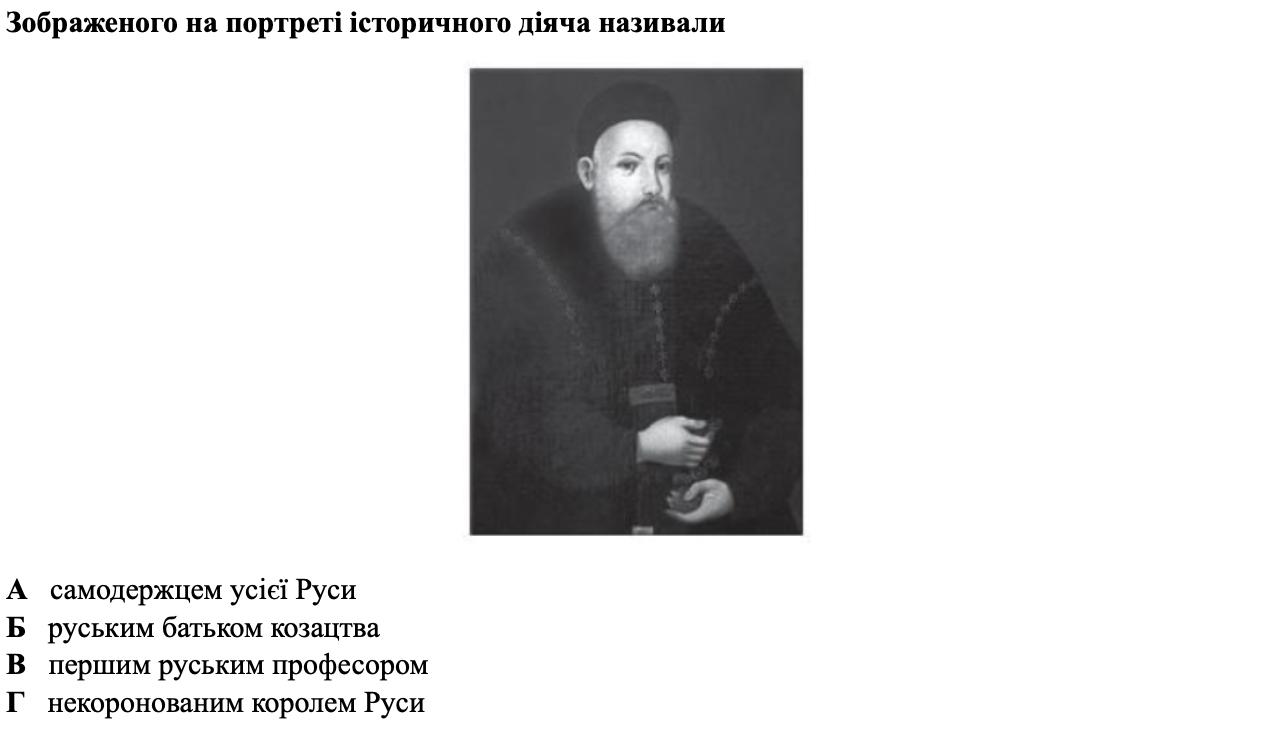 Зображеного на портреті історичного діяча називали
А самодержцем усієї Руси
Б руським батьком козацтва
В першим руським професором
Г некоронованим королем Руси